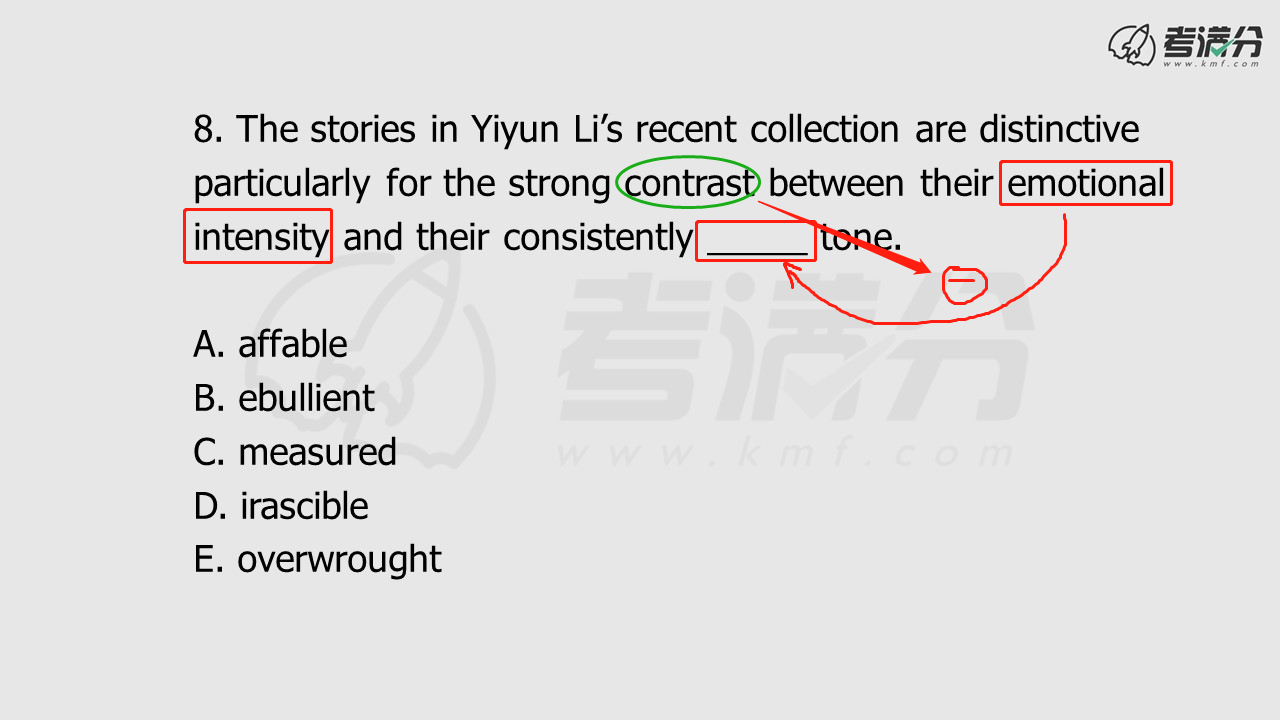 考满分
www.kmf.com
8. The stories in Yiyun Li’s recent collection are distinctive
particularly for the strong contrast between their emotional
intensity and their consistently ______ tone.
考满分
A. affable
B. ebullient
www.kmf.com
C. measured
D. irascible
E. overwrought